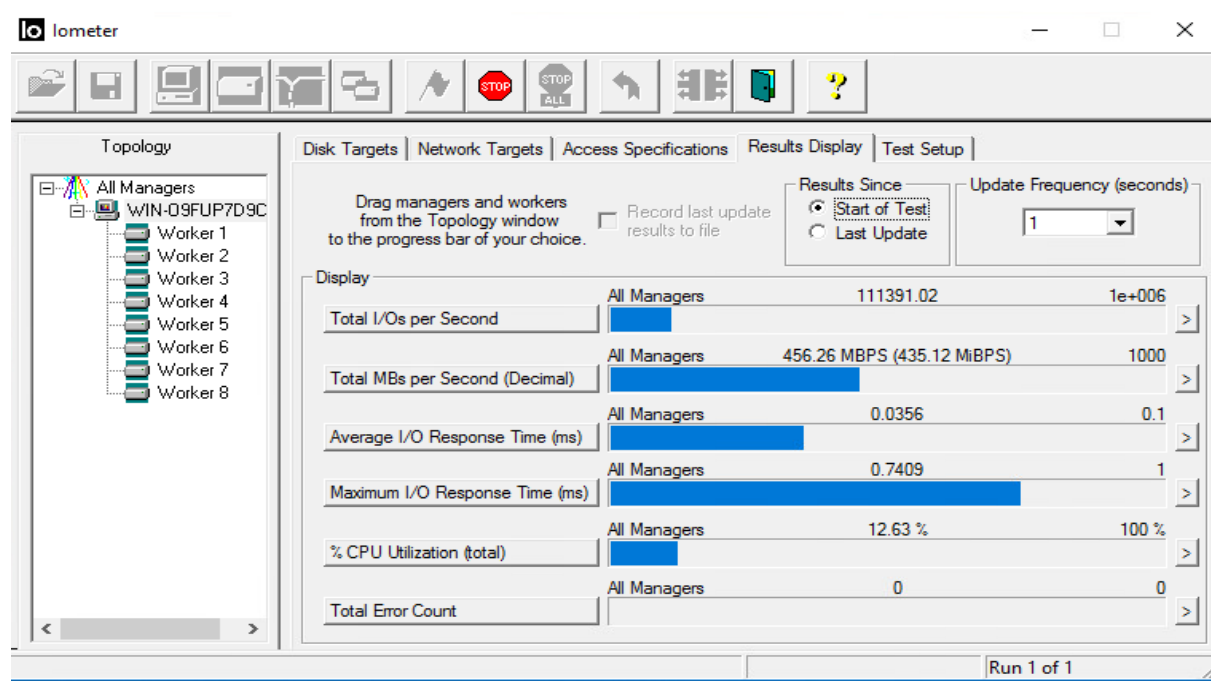 Iometer
STOP
STOP
ALL
?
Topology
All Managers
WIN-O9FUP7D9C
Worker 1
Worker 2
Worker 3
Worker 4
Worker 5
Worker 6
Worker 7
Worker 8
Disk Targets Network Targets Access Specifications Results Display Test Setup
Drag managers and workers
from the Topology window
to the progress bar of your choice.
Record last update
results to file
Results Since
Start of Test
Last Update
Update Frequency (seconds)
1
Display
All Managers 111391.02 1e+006
Total I/Os per Second >
All Managers 456.26 MBPS (435.12 MiBPS) 1000
Total MBs per Second (Decimal) >
All Managers 0.0356 0.1
Average I/O Response Time (ms) >
All Managers 0.7409 1
Maximum I/O Response Time (ms) >
All Managers 12.63 % 100 %
% CPU Utilization (total) >
All Managers 0 0
Total Error Count >
Run 1 of 1